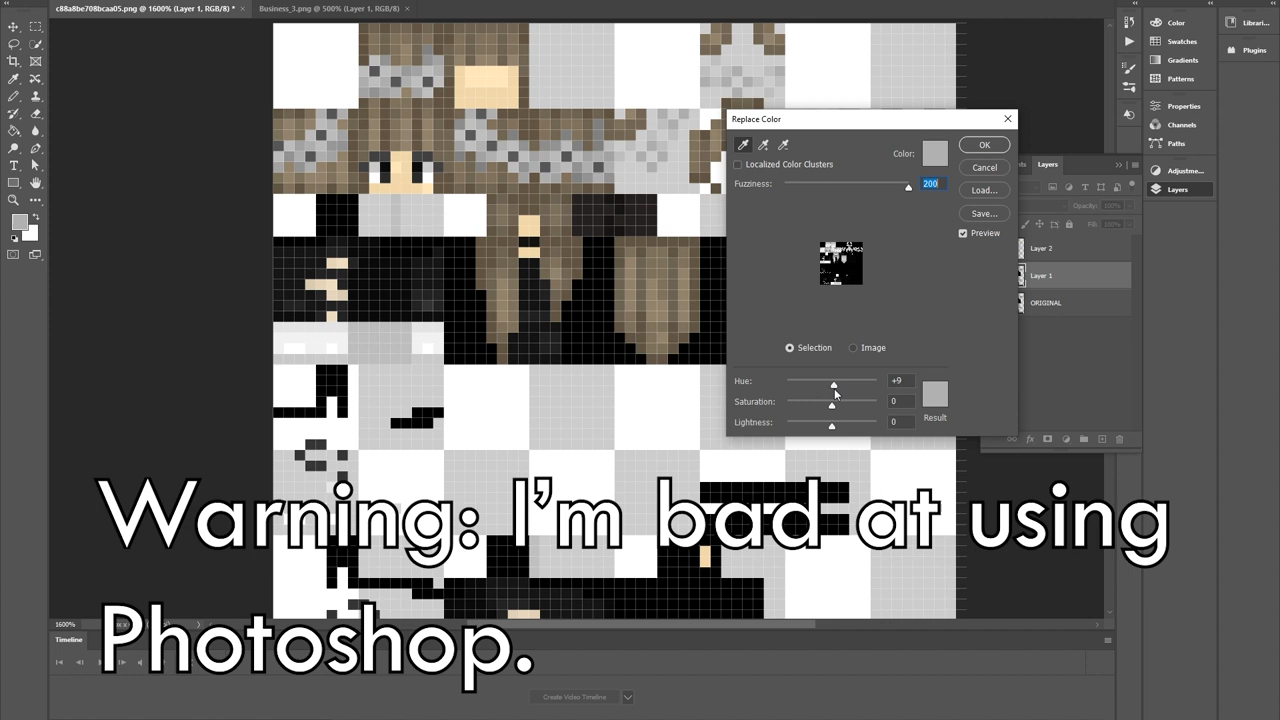 c88a8be708bcaa05.png @ 1600% (Layer 1, RGB/8) *
Business_3.png @ 500% (Layer 1, RGB/8)
Color
Swatches
Gradients
Patterns
Properties
Channels
Paths
Adjustme...
Layers
Librari...
Plugins
Replace Color
Localized Color Clusters
Color:
Fuzziness:
200
OK
Cancel
Load...
Save...
Preview
Selection
Image
Hue:
+9
Saturation:
0
Lightness:
0
Result
Layers
Opacity:
Fill:
Layer 2
Layer 1
ORIGINAL
fx
Warning: I'm bad at using
Photoshop.
1600%
Timeline
Create Video Timeline